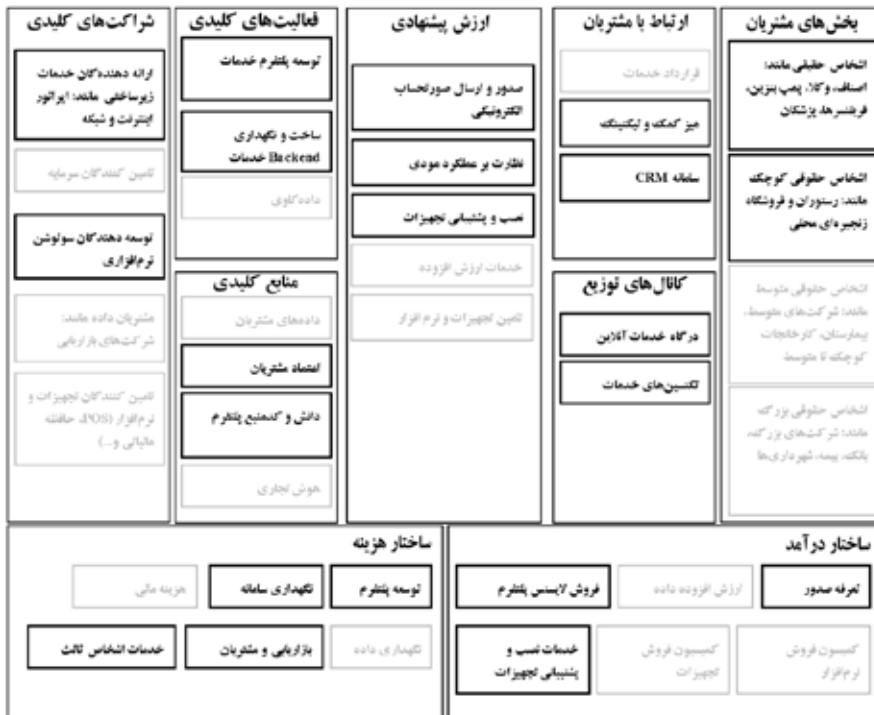 بخش‌های مشتریان
اشخاص حقیقی مانند:
اصناف، وکلا، پمپ بنزین،
فریلنسرها، پزشکان
اشخاص حقوقی کوچک
مانند: رستوران و فروشگاه
زنجیره‌ای محلی
اشخاص حقوقی متوسط
مانند: شرکت‌های متوسط،
بیمارستان، کارخانجات
کوچک تا متوسط
اشخاص حقوقی بزرگ
مانند: شرکت‌های بزرگ،
بانک، بیمه، شهرداری‌ها
ارتباط با مشتریان
قرارداد خدمات
میز کمک و تیکتینگ
سامانه CRM
کانال‌های توزیع
درگاه خدمات آنلاین
تکنسین‌های خدمات
ارزش پیشنهادی
صدور و ارسال صورتحساب
الکترونیکی
نظارت بر عملکرد مودی
نصب و پشتیبانی تجهیزات
خدمات ارزش افزوده
تامین تجهیزات و نرم افزار
فعالیت‌های کلیدی
توسعه پلتفرم خدمات
ساخت و نگهداری
Backend خدمات
داده‌کاوی
منابع کلیدی
داده‌های مشتریان
اعتماد مشتریان
دانش و کدمنبع پلتفرم
هوش تجاری
شراکت‌های کلیدی
ارائه دهنده‌گان خدمات
زیرساختی مانند: اپراتور
اینترنت و شبکه
تامین کنندگان سرمایه
توسعه دهندگان سولوشن
نرم‌افزاری
مشتریان داده مانند:
شرکت‌های بازاریابی
تامین کنندگان تجهیزات و
نرم‌افزار (POS، حافظه
مالیاتی و...)
ساختار درآمد
تعرفه صدور
ارزش افزوده داده
فروش لایسنس پلتفرم
کمیسیون فروش
نرم‌افزار
کمیسیون فروش
تجهیزات
خدمات نصب و
پشتیبانی تجهیزات
ساختار هزینه
توسعه پلتفرم
نگهداری سامانه
هزینه مالی
نگهداری داده
بازاریابی و مشتریان
خدمات اشخاص ثالث